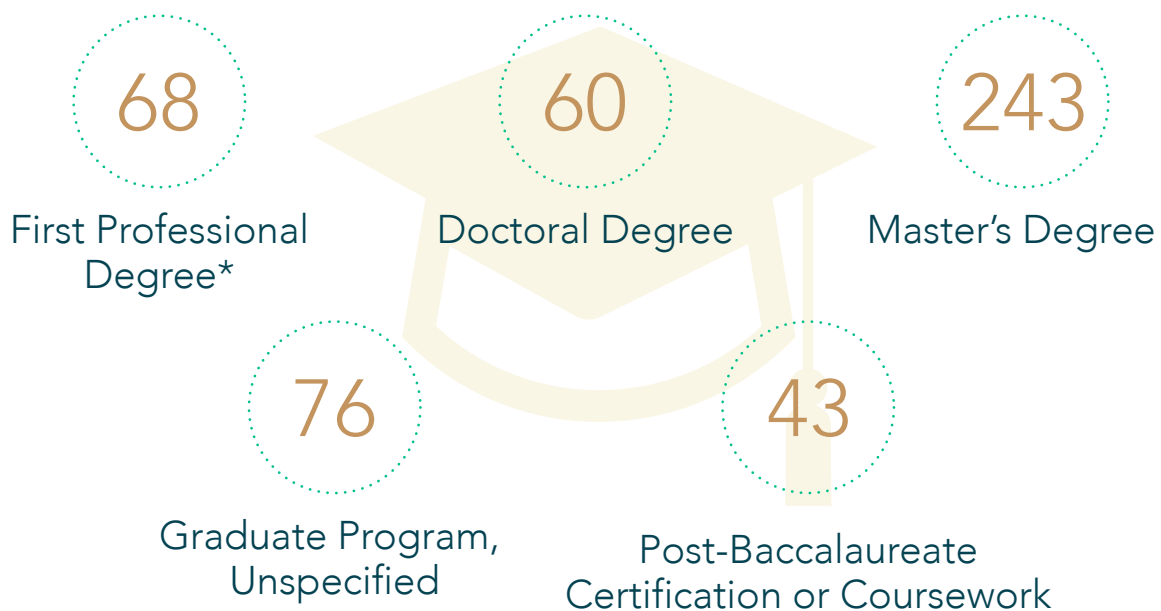 68
First Professional
Degree*
60
Doctoral Degree
243
Master’s Degree
76
Graduate Program,
Unspecified
43
Post-Baccalaureate
Certification or Coursework